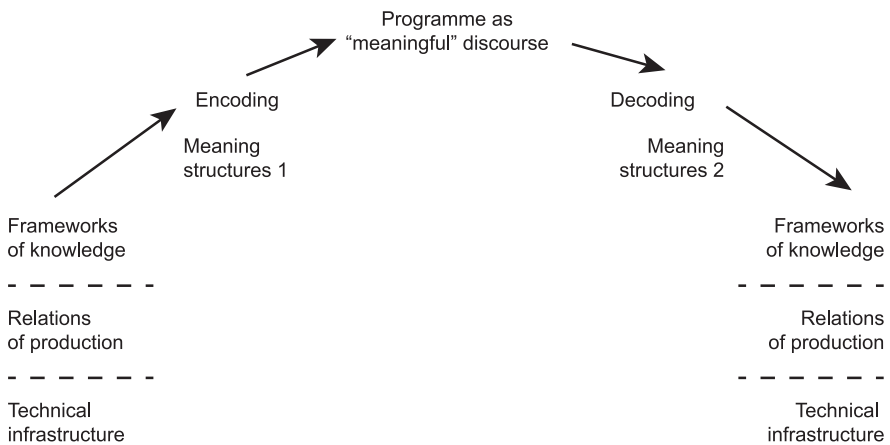 Programme as
“meaningful” discourse
Encoding
Decoding
Meaning
structures 1
Meaning
structures 2
Frameworks
of knowledge
Frameworks
of knowledge
Relations
of production
Relations
of production
Technical
infrastructure
Technical
infrastructure